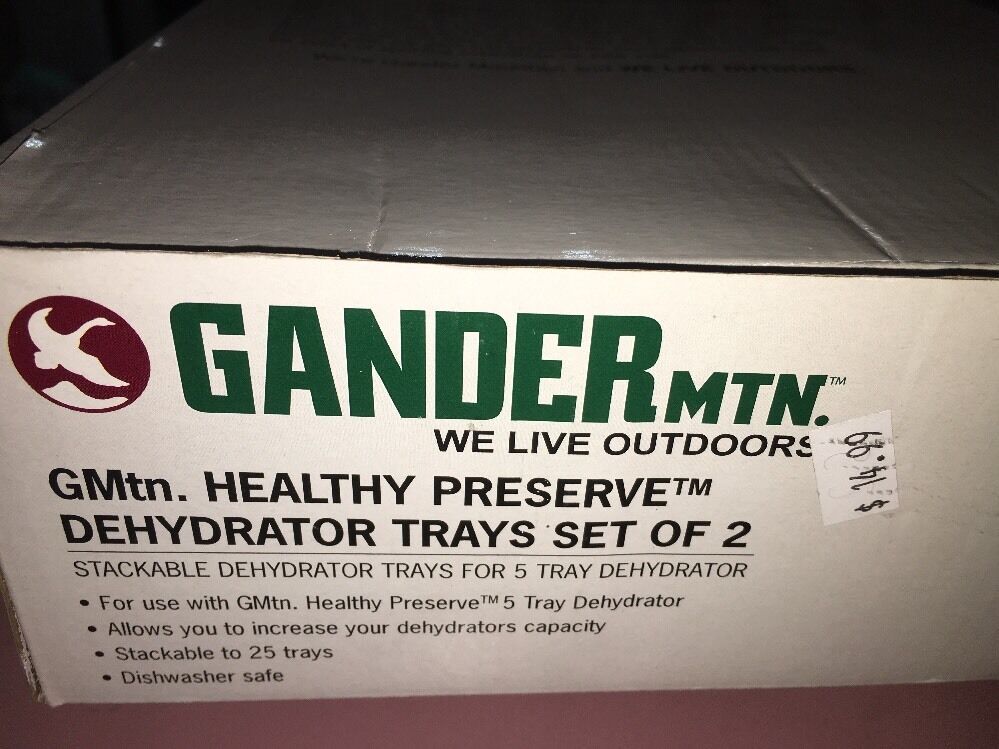 GANDER MTN.™
WE LIVE OUTDOORS
GMtn. HEALTHY PRESERVE™
DEHYDRATOR TRAYS SET OF 2
STACKABLE DEHYDRATOR TRAYS FOR 5 TRAY DEHYDRATOR
• For use with GMtn. Healthy Preserve™ 5 Tray Dehydrator
• Allows you to increase your dehydrators capacity
• Stackable to 25 trays
• Dishwasher safe
$ 14.99